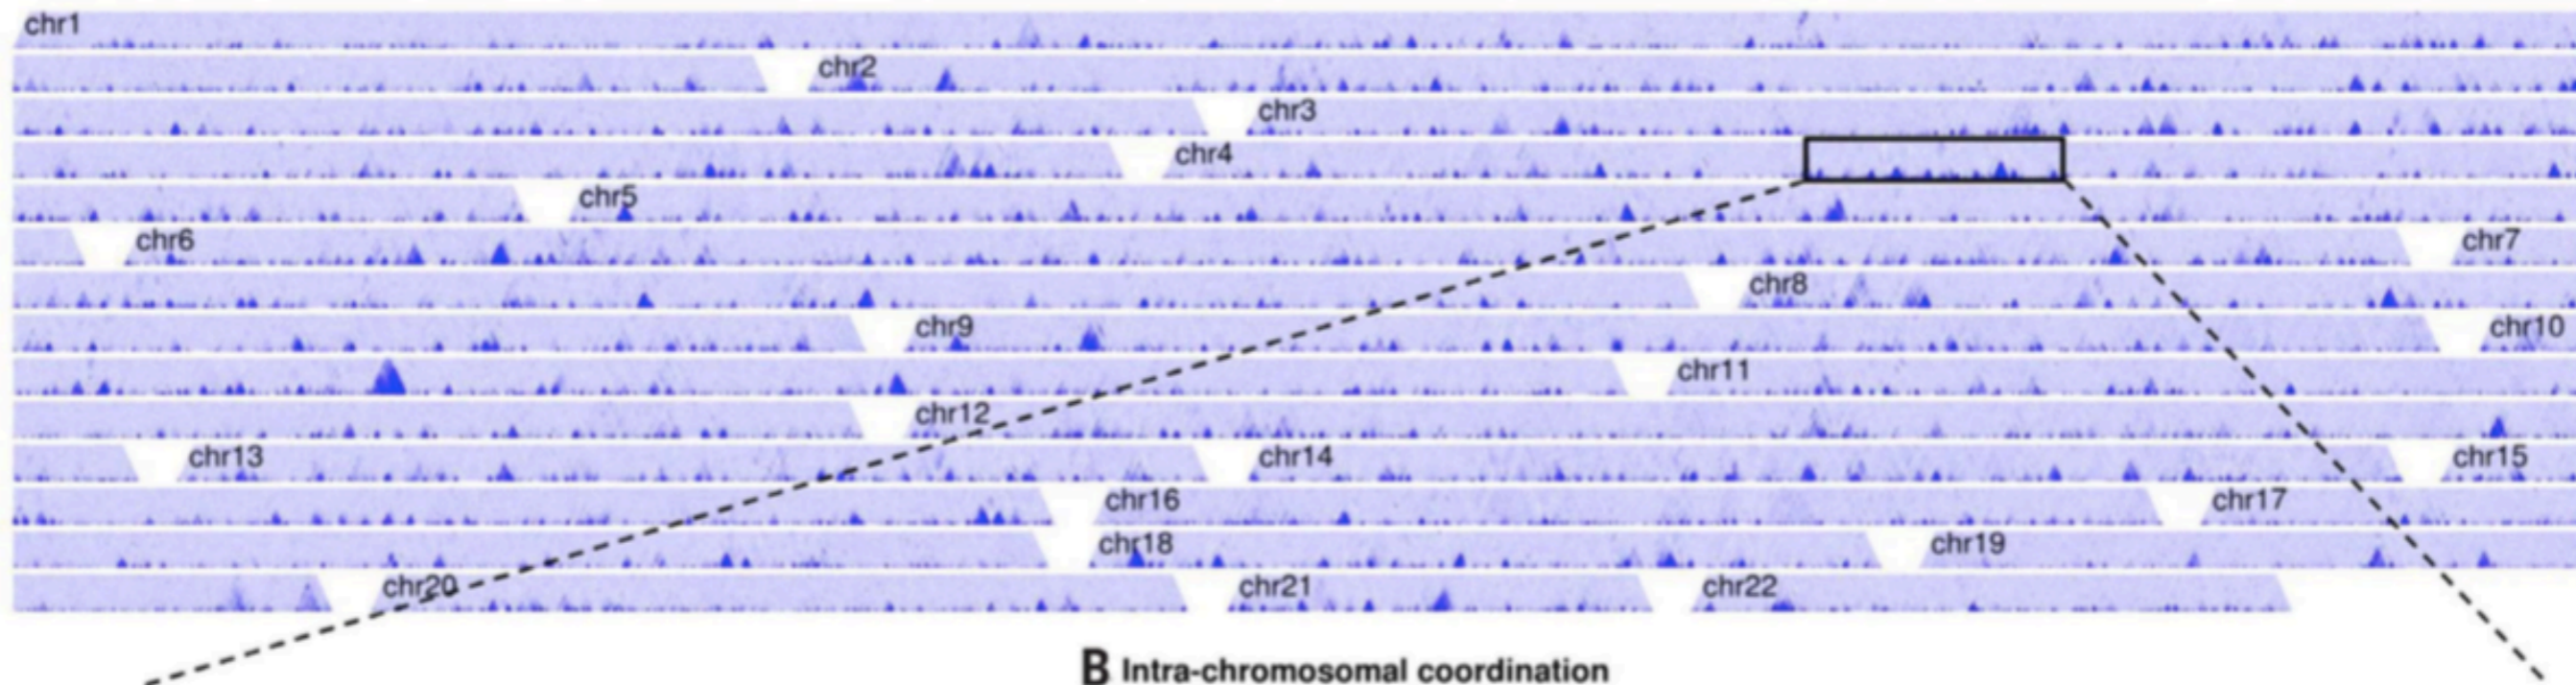 chr1
chr2
chr3
chr4
chr5
chr6 chr7
chr8
chr9 chr10
chr11
chr12
chr13 chr14 chr15
chr16 chr17
chr18 chr19
chr20 chr21 chr22
B Intra-chromosomal coordination